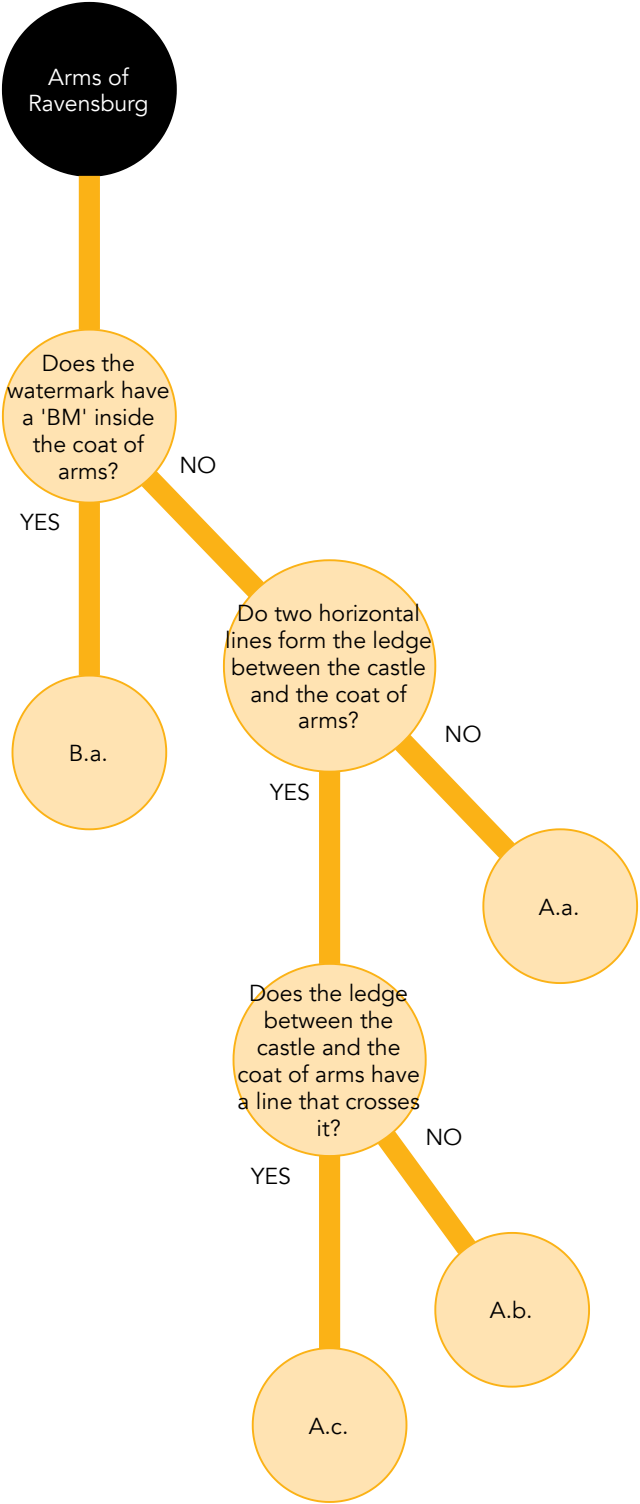 Arms of
Ravensburg
Does the
watermark have
a 'BM' inside
the coat of
arms?
NO
YES
Do two horizontal
lines form the ledge
between the castle
and the coat of
arms?
B.a.
NO
YES
A.a.
Does the ledge
between the
castle and the
coat of arms have
a line that crosses
it?
NO
YES
A.b.
A.c.